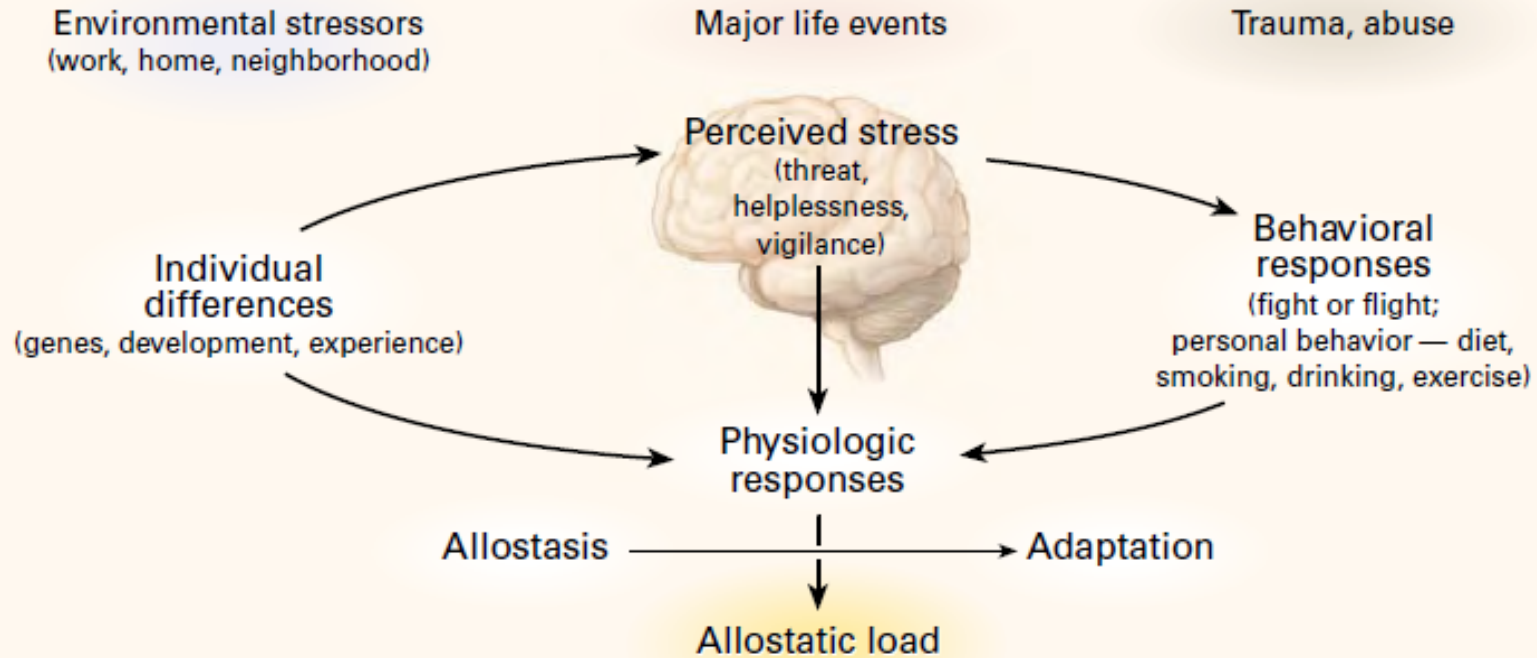 Environmental stressors
(work, home, neighborhood)
Major life events
Trauma, abuse
Perceived stress
(threat,
helplessness,
vigilance)
Individual
differences
(genes, development, experience)
Behavioral
responses
(fight or flight;
personal behavior — diet,
smoking, drinking, exercise)
Physiologic
responses
Allostasis
Adaptation
Allostatic load